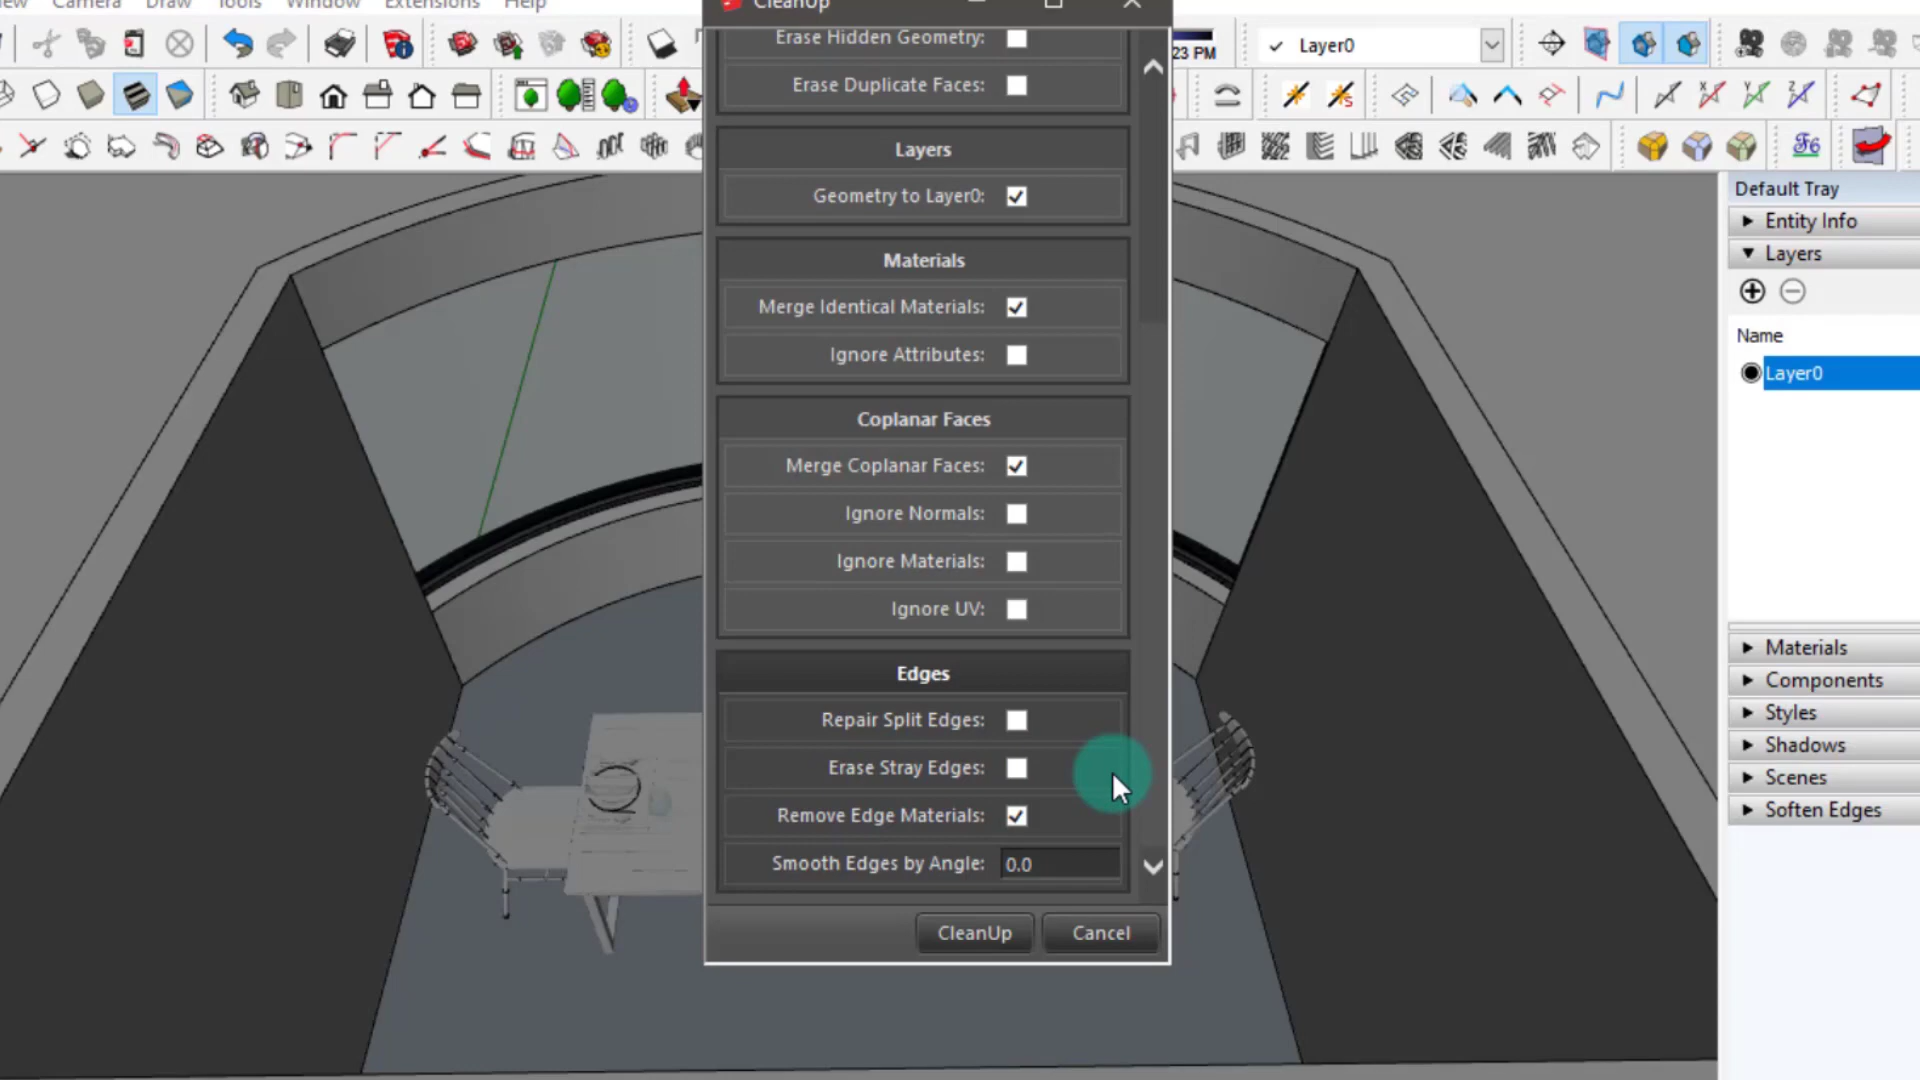 Camera Draw Tools Window Extensions Help
CleanUp
23 PM
Layer0
Erase Hidden Geometry:
Erase Duplicate Faces:
Layers
Geometry to Layer0:
Materials
Merge Identical Materials:
Ignore Attributes:
Coplanar Faces
Merge Coplanar Faces:
Ignore Normals:
Ignore Materials:
Ignore UV:
Edges
Repair Split Edges:
Erase Stray Edges:
Remove Edge Materials:
Smooth Edges by Angle: 0.0
CleanUp Cancel
Default Tray
Entity Info
Layers
Name
Layer0
Materials
Components
Styles
Shadows
Scenes
Soften Edges